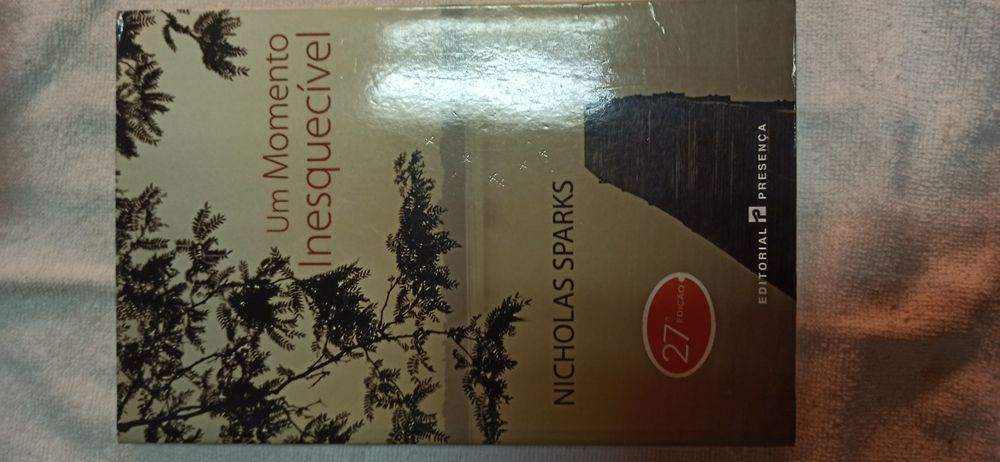 Um Momento
Inesquecível
NICHOLAS SPARKS
27ª
EDIÇÃO
EDITORIAL PRESENÇA